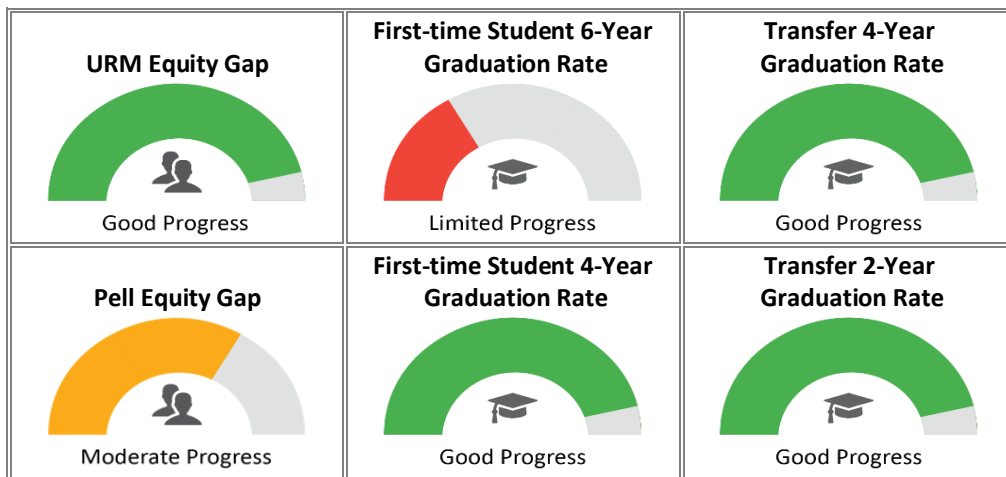 URM Equity Gap
Good Progress
First-time Student 6-Year
Graduation Rate
Limited Progress
Transfer 4-Year
Graduation Rate
Good Progress
Pell Equity Gap
Moderate Progress
First-time Student 4-Year
Graduation Rate
Good Progress
Transfer 2-Year
Graduation Rate
Good Progress